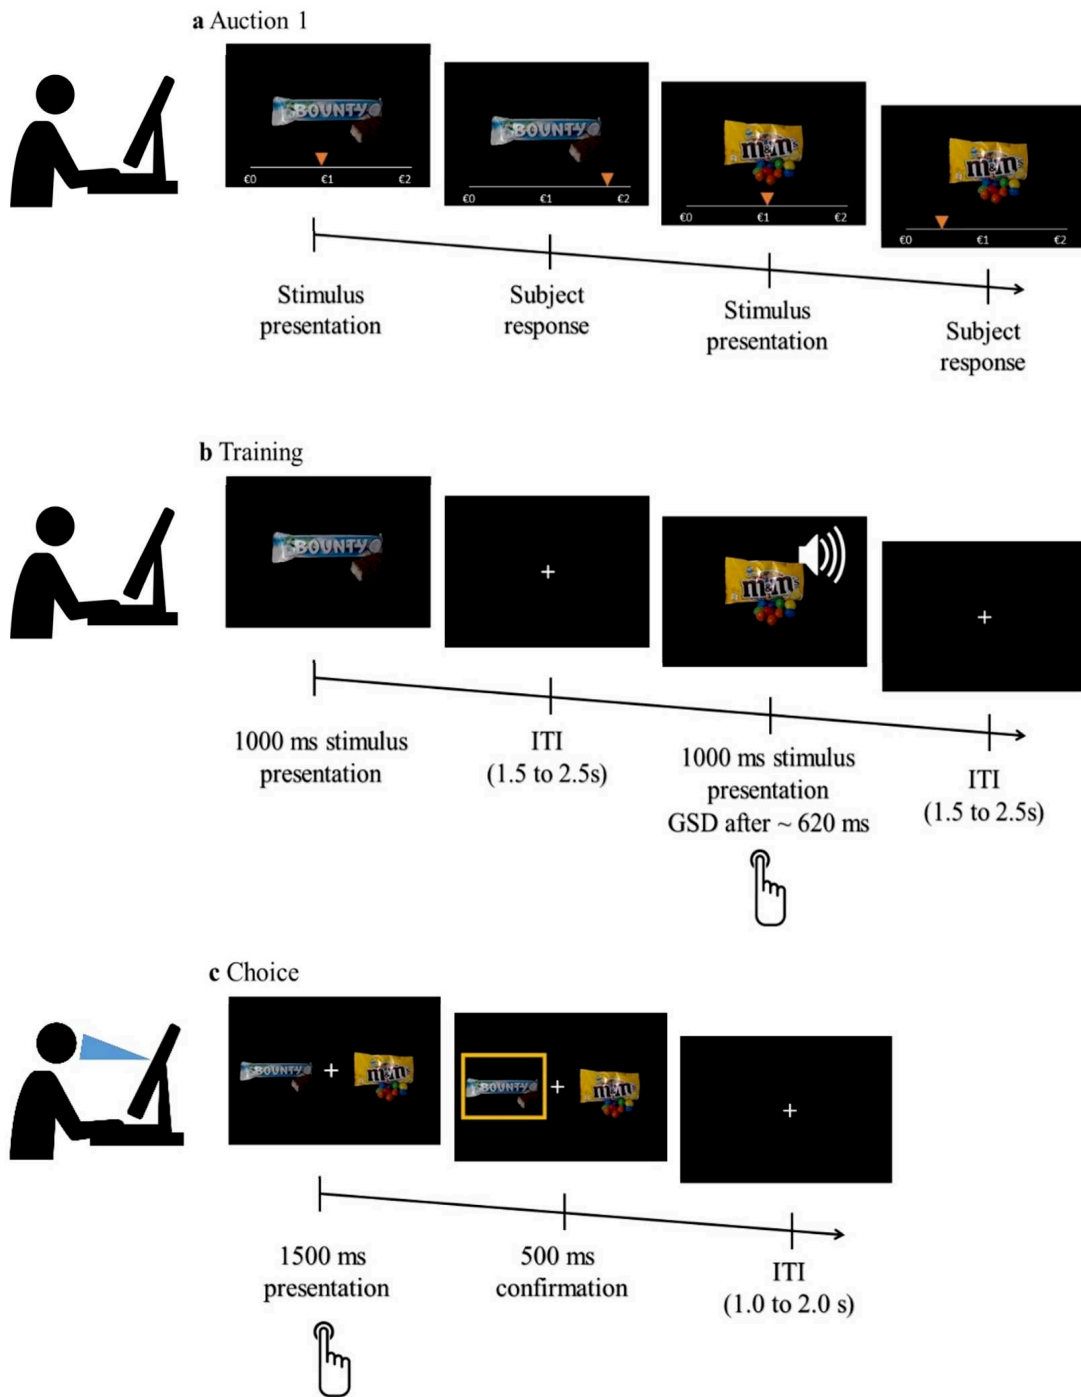 a Auction 1
BOUNTY
€0 €1 €2
BOUNTY
€0 €1 €2
m&m's
€0 €1 €2
m&m's
€0 €1 €2
Stimulus
presentation
Subject
response
Stimulus
presentation
Subject
response
b Training
BOUNTY
+
m&m's
+
1000 ms stimulus
presentation
ITI
(1.5 to 2.5s)
1000 ms stimulus
presentation
GSD after ~ 620 ms
ITI
(1.5 to 2.5s)
c Choice
BOUNTY + m&m's
BOUNTY + m&m's
+
1500 ms
presentation
500 ms
confirmation
ITI
(1.0 to 2.0 s)